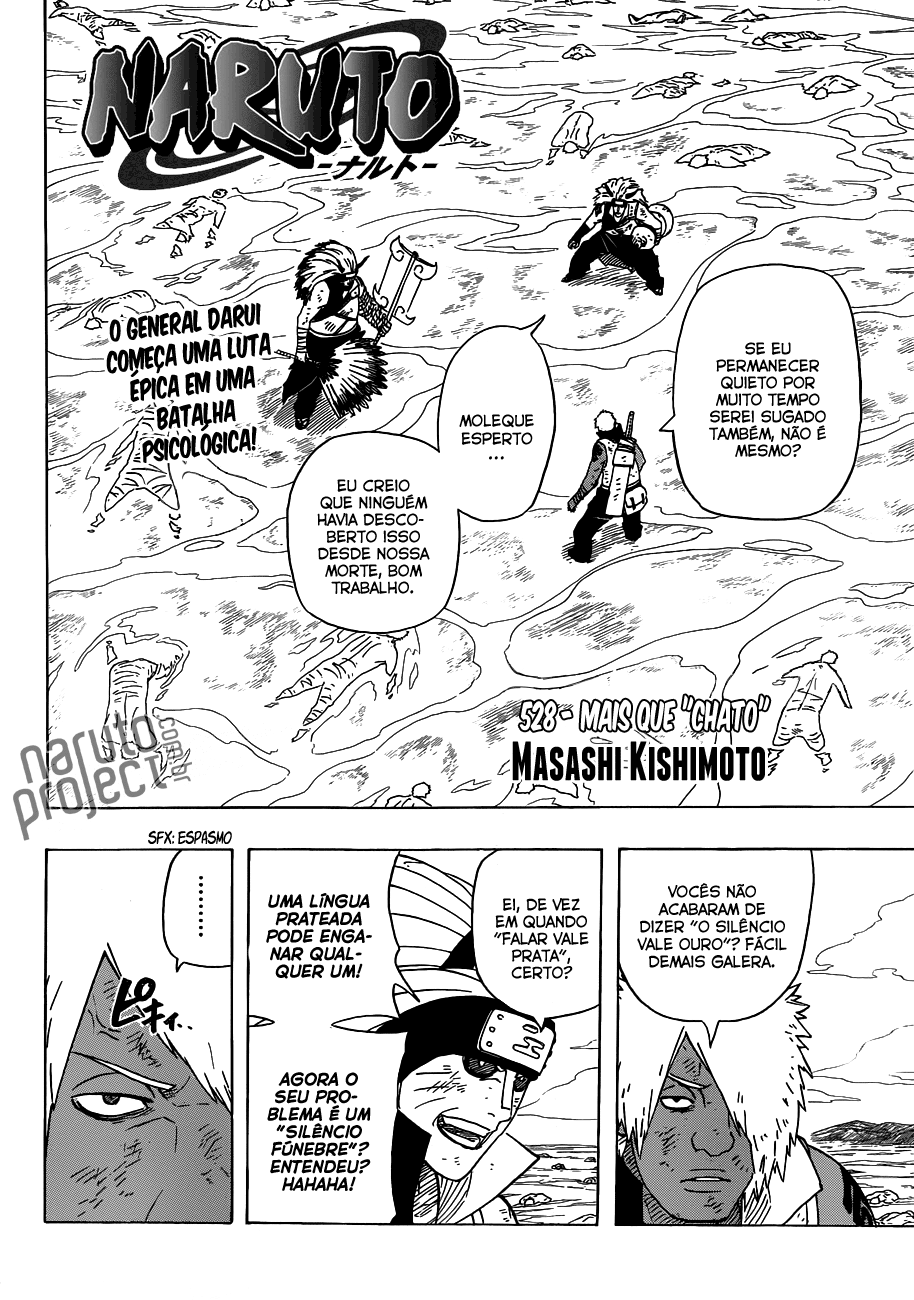 NARUTO
-ナルト-
O GENERAL DARUI
COMEÇA UMA LUTA
ÉPICA EM UMA
BATALHA
PSICOLÓGICA!
SE EU
PERMANECER
QUIETO POR
MUITO TEMPO
SEREI SUGADO
TAMBÉM, NÃO É
MESMO?
MOLEQUE
ESPERTO
...
EU CREIO
QUE NINGUÉM
HAVIA DESCO-
BERTO ISSO
DESDE NOSSA
MORTE, BOM
TRABALHO.
528 - MAIS QUE "CHATO"
MASASHI KISHIMOTO
naruto
project
.com.br
VOCÊS NÃO
ACABARAM DE
DIZER "O SILÊNCIO
VALE OURO"? FÁCIL
DEMAIS GALERA.
EI, DE VEZ
EM QUANDO
"FALAR VALE
PRATA",
CERTO?
UMA LÍNGUA
PRATEADA
PODE ENGA-
NAR QUAL-
QUER UM!
AGORA O
SEU PRO-
BLEMA É UM
"SILÊNCIO
FÚNEBRE"?
ENTENDEU?
HAHAHA!
SFX: ESPASMO
.........
ピキィ..